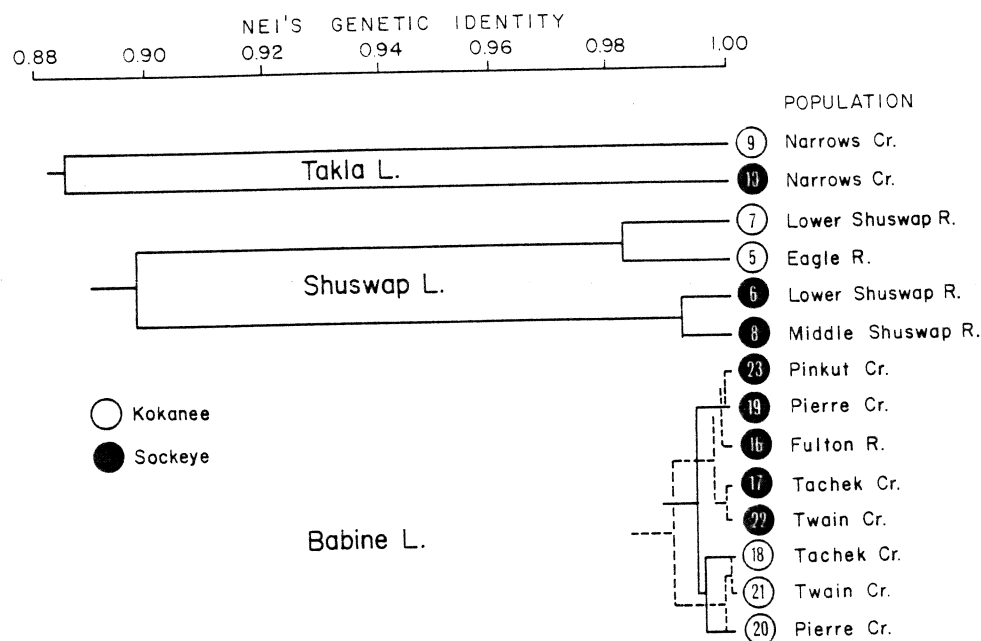 NEI'S GENETIC IDENTITY
0.88 0.90 0.92 0.94 0.96 0.98 1.00
POPULATION
9 Narrows Cr.
Takla L.
13 Narrows Cr.
7 Lower Shuswap R.
5 Eagle R.
Shuswap L.
6 Lower Shuswap R.
8 Middle Shuswap R.
23 Pinkut Cr.
Kokanee
19 Pierre Cr.
Sockeye
16 Fulton R.
17 Tachek Cr.
22 Twain Cr.
Babine L.
18 Tachek Cr.
21 Twain Cr.
20 Pierre Cr.